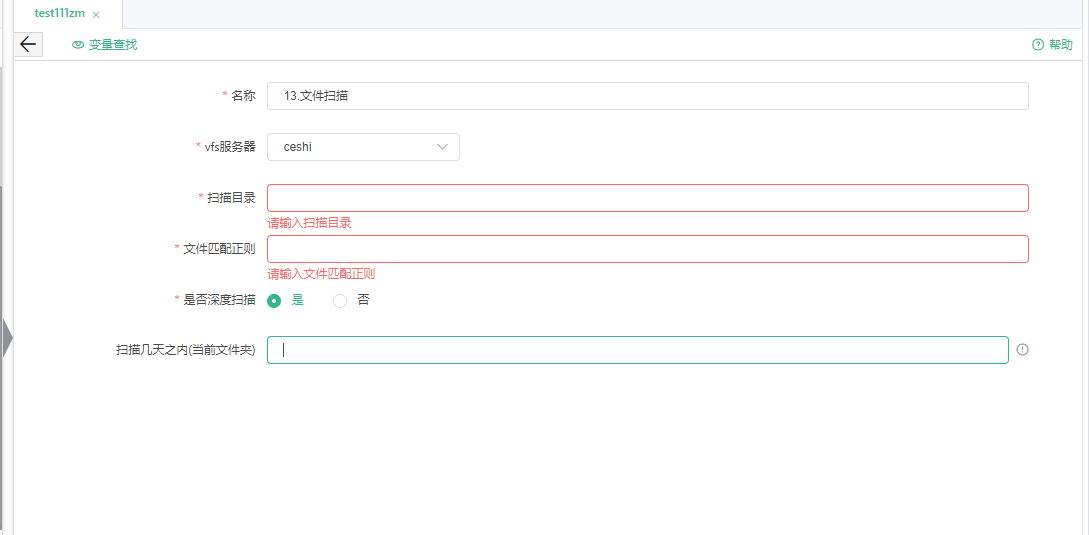 test111zm
变量查找
帮助
* 名称 13.文件扫描
* vfs服务器 ceshi
* 扫描目录
请输入扫描目录
* 文件匹配正则
请输入文件匹配正则
* 是否深度扫描 是 否
扫描几天之内(当前文件夹)